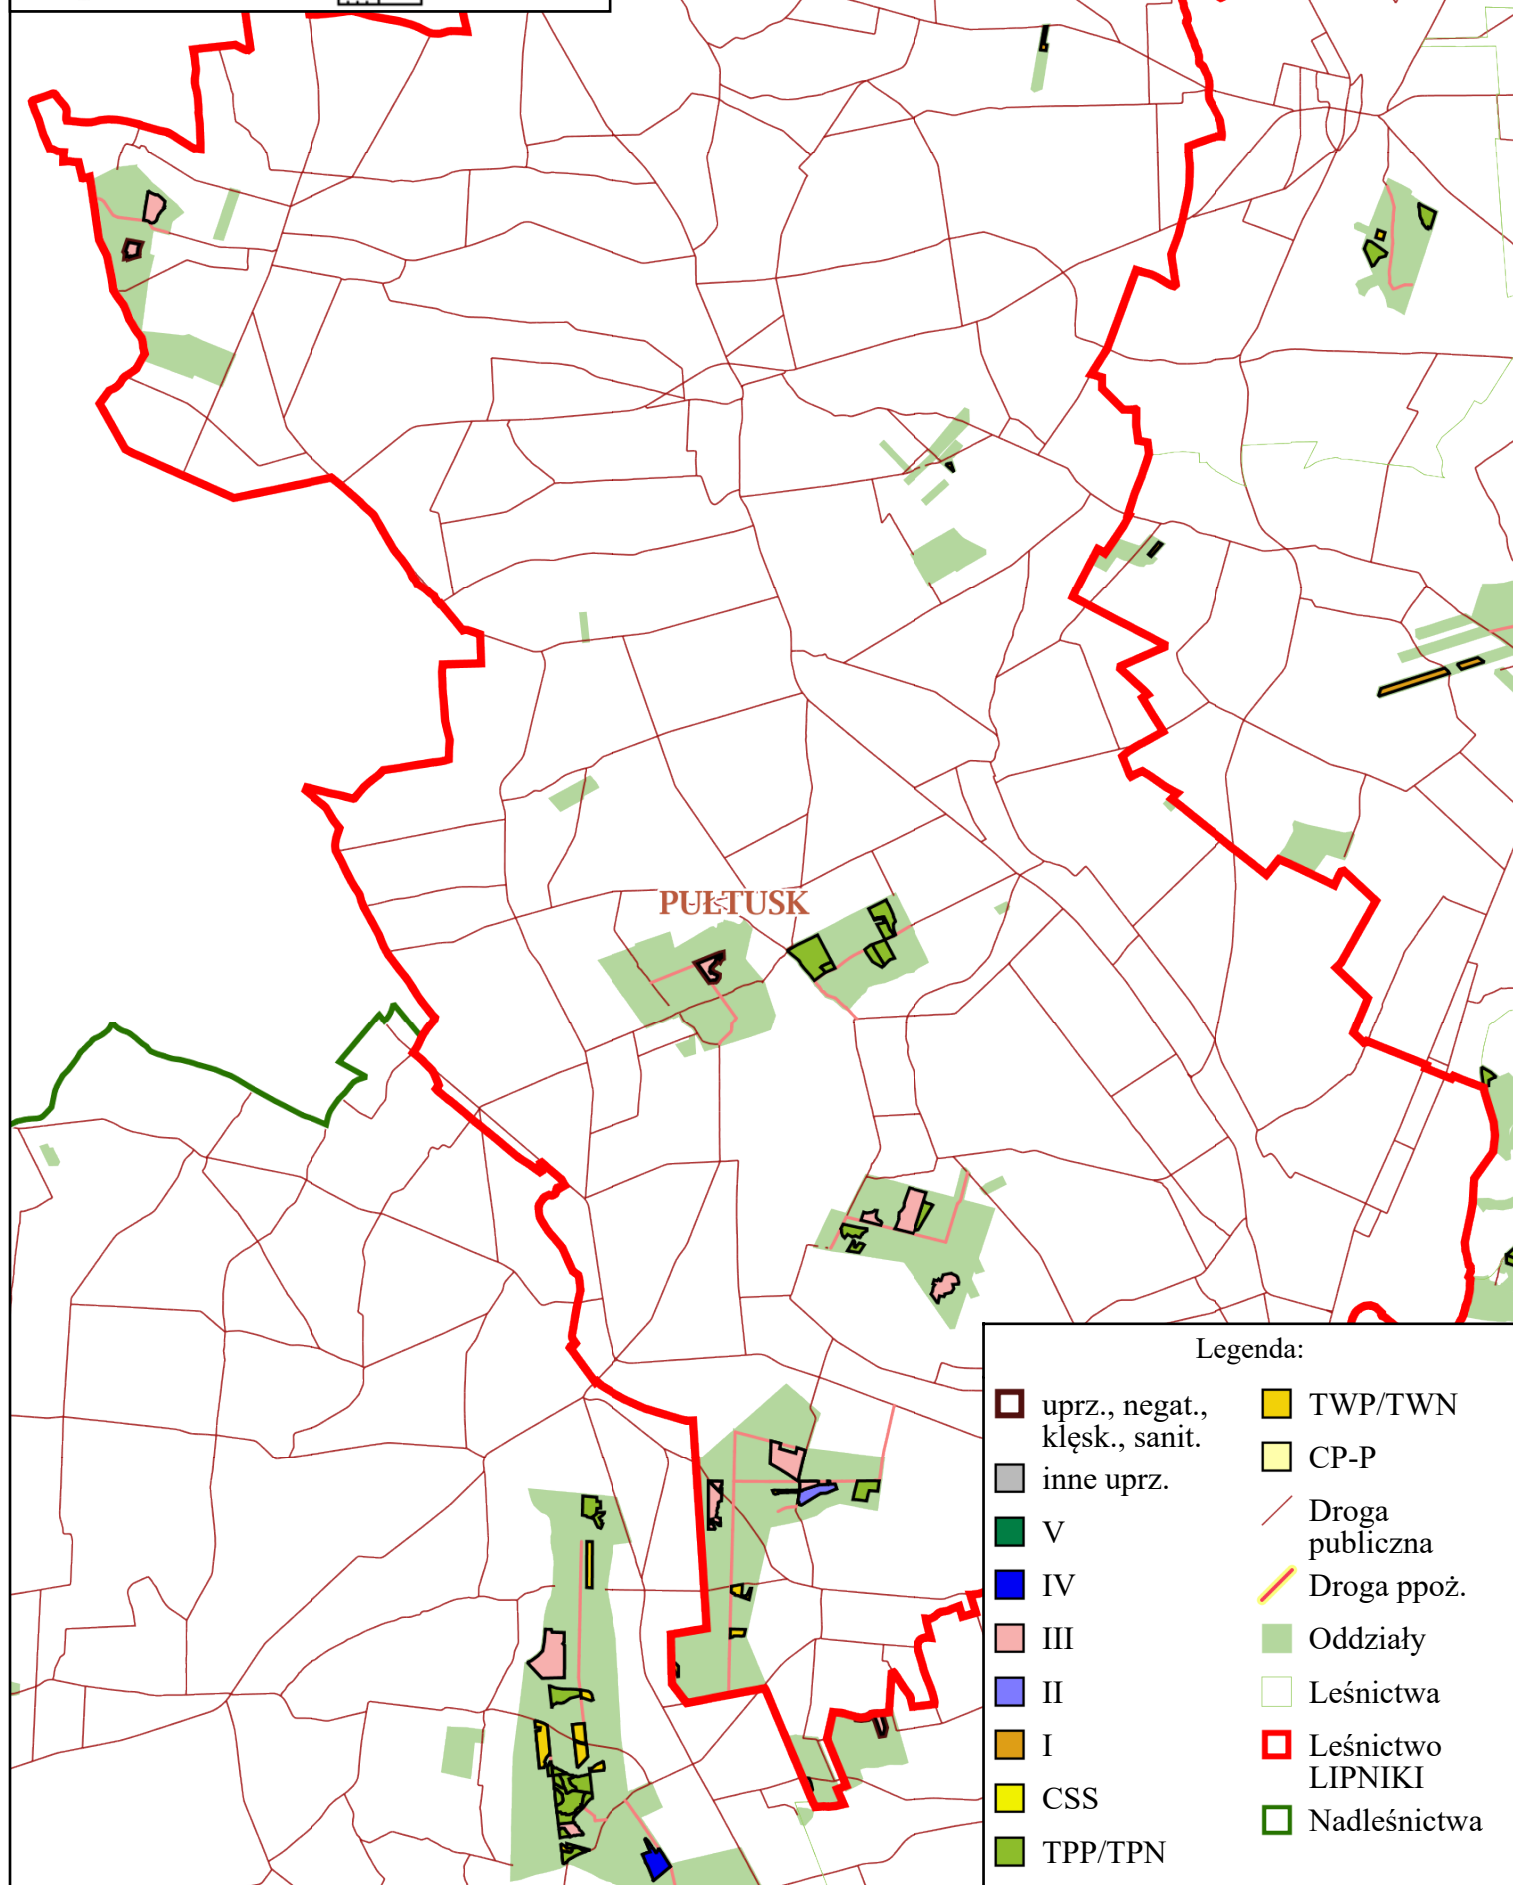 PUŁTUSK
Legenda:
uprz., negat.,
klęsk., sanit.
inne uprz.
V
IV
III
II
I
CSS
TPP/TPN
TWP/TWN
CP-P
Droga
publiczna
Droga ppoż.
Oddziały
Leśnictwa
Leśnictwo
LIPNIKI
Nadleśnictwa